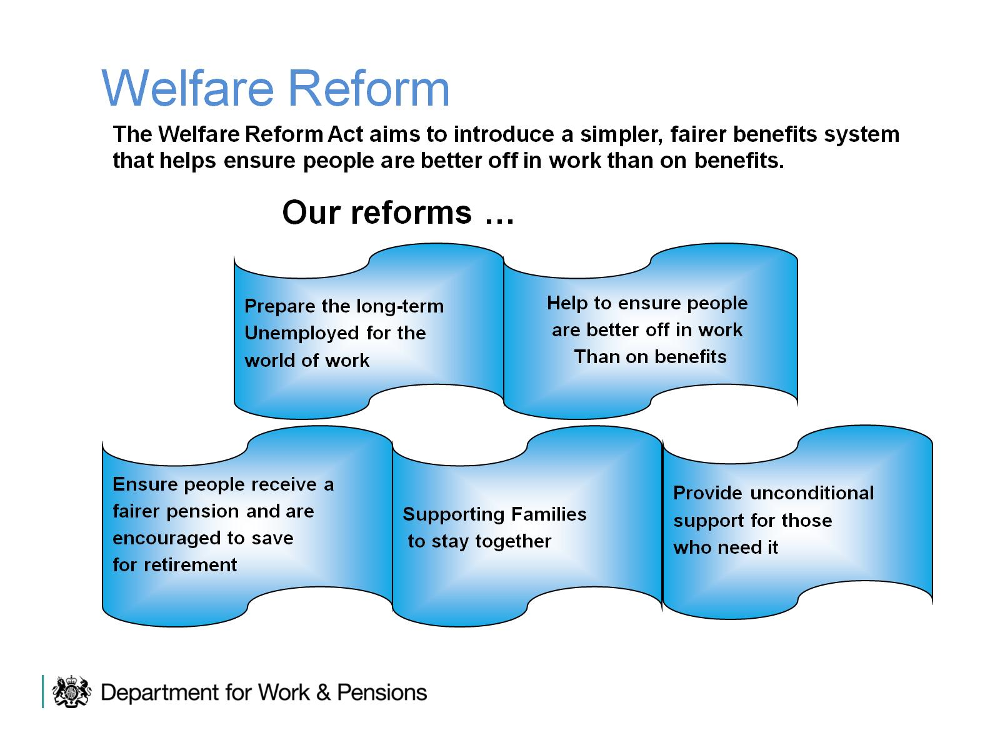 Welfare Reform
The Welfare Reform Act aims to introduce a simpler, fairer benefits system
that helps ensure people are better off in work than on benefits.
Our reforms …
Prepare the long-term
Unemployed for the
world of work
Help to ensure people
are better off in work
Than on benefits
Ensure people receive a
fairer pension and are
encouraged to save
for retirement
Supporting Families
to stay together
Provide unconditional
support for those
who need it
Department for Work & Pensions